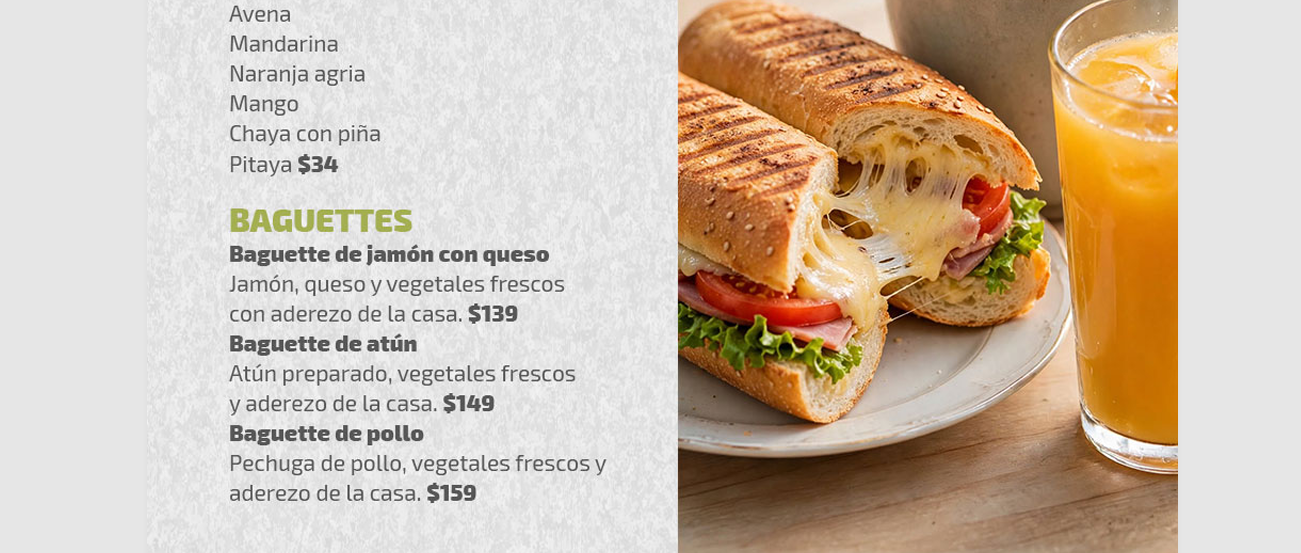 Avena
Mandarina
Naranja agria
Mango
Chaya con piña
Pitaya $34
BAGUETTES
Baguette de jamón con queso
Jamón, queso y vegetales frescos
con aderezo de la casa. $139
Baguette de atún
Atún preparado, vegetales frescos
y aderezo de la casa. $149
Baguette de pollo
Pechuga de pollo, vegetales frescos y
aderezo de la casa. $159